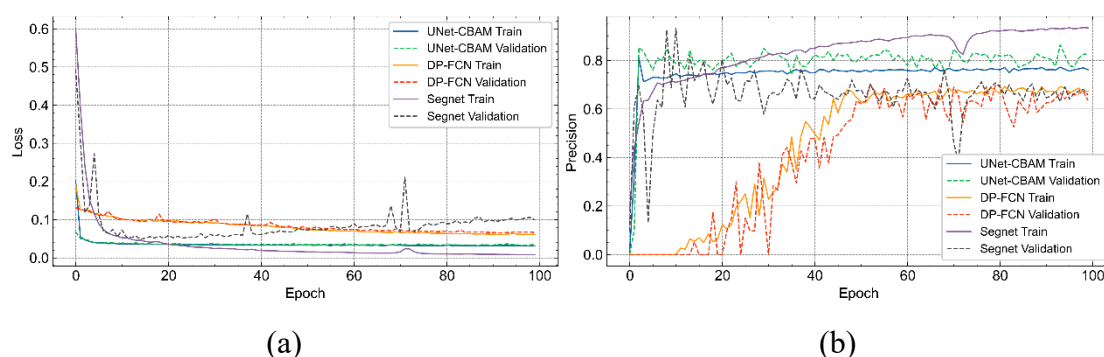 0.6
0.5
0.4
0.3
0.2
0.1
0.0
Loss
0
20
40
60
80
100
Epoch
UNet-CBAM Train
UNet-CBAM Validation
DP-FCN Train
DP-FCN Validation
Segnet Train
Segnet Validation
(a)
0.8
0.6
0.4
0.2
0.0
Precision
0
20
40
60
80
100
Epoch
UNet-CBAM Train
UNet-CBAM Validation
DP-FCN Train
DP-FCN Validation
Segnet Train
Segnet Validation
(b)